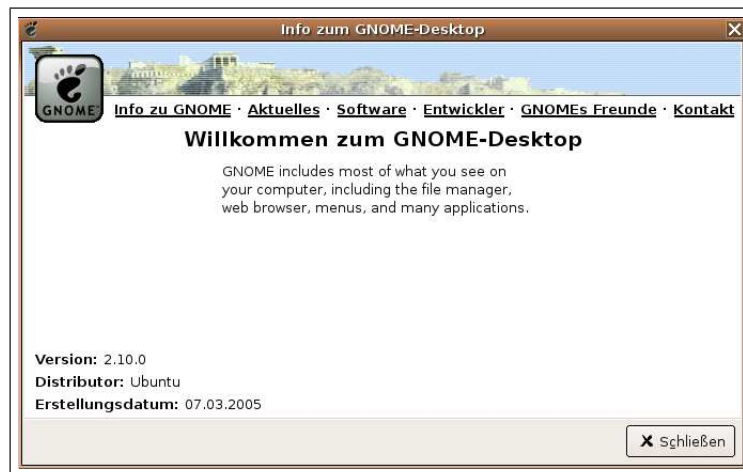 Info zum GNOME-Desktop
GNOME
Info zu GNOME · Aktuelles · Software · Entwickler · GNOMEs Freunde · Kontakt
Willkommen zum GNOME-Desktop
GNOME includes most of what you see on
your computer, including the file manager,
web browser, menus, and many applications.
Version: 2.10.0
Distributor: Ubuntu
Erstellungsdatum: 07.03.2005
Schließen